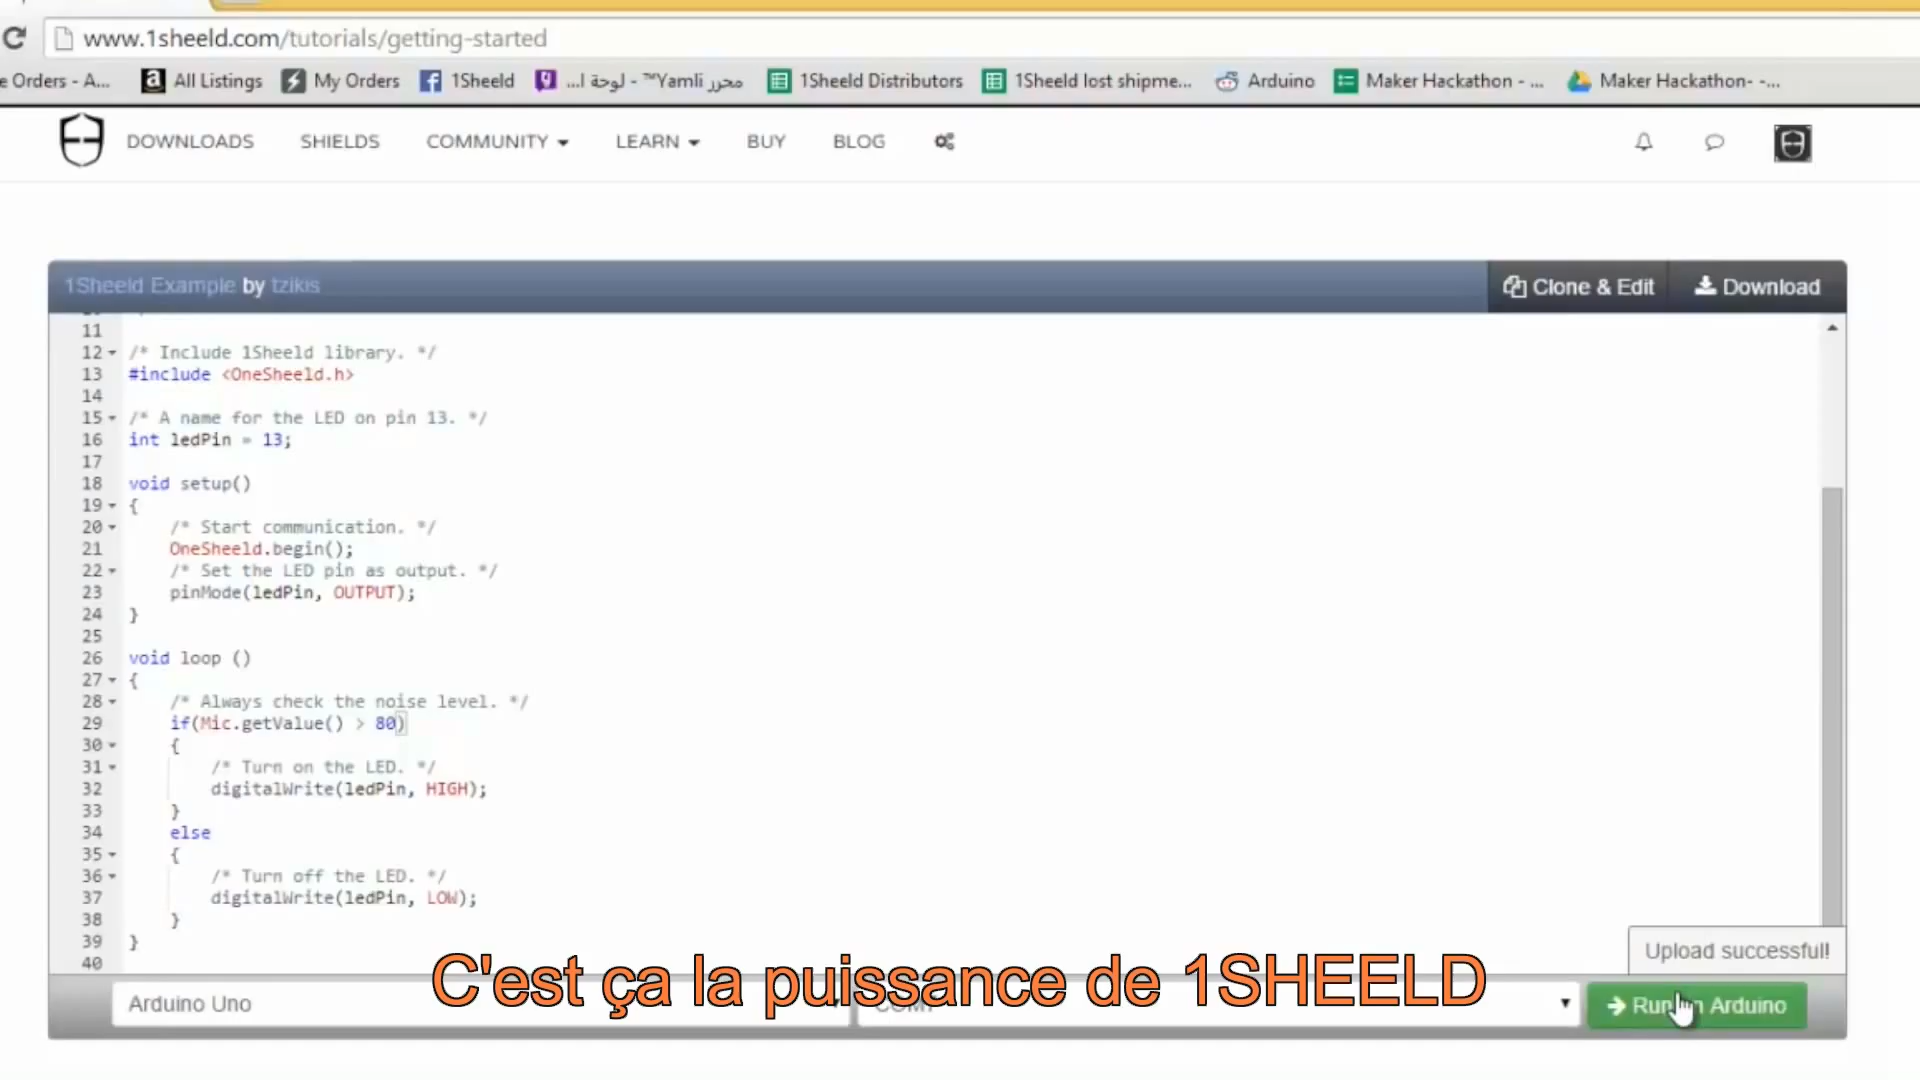 www.1sheeld.com/tutorials/getting-started
e Orders - A... All Listings My Orders 1Sheeld محرر Yamli™ - لوحة ا... 1Sheeld Distributors 1Sheeld lost shipme... Arduino Maker Hackathon - ... Maker Hackathon- -...
DOWNLOADS SHIELDS COMMUNITY LEARN BUY BLOG
1Sheeld Example by tzikis Clone & Edit Download
11
12 /* Include 1Sheeld library. */
13 #include <OneSheeld.h>
14
15 /* A name for the LED on pin 13. */
16 int ledPin = 13;
17
18 void setup()
19 {
20 /* Start communication. */
21 OneSheeld.begin();
22 /* Set the LED pin as output. */
23 pinMode(ledPin, OUTPUT);
24 }
25
26 void loop ()
27 {
28 /* Always check the noise level. */
29 if(Mic.getValue() > 80)
30 {
31 /* Turn on the LED. */
32 digitalWrite(ledPin, HIGH);
33 }
34 else
35 {
36 /* Turn off the LED. */
37 digitalWrite(ledPin, LOW);
38 }
39 }
40
Upload successful!
C'est ça la puissance de 1SHEELD
Arduino Uno Arduino